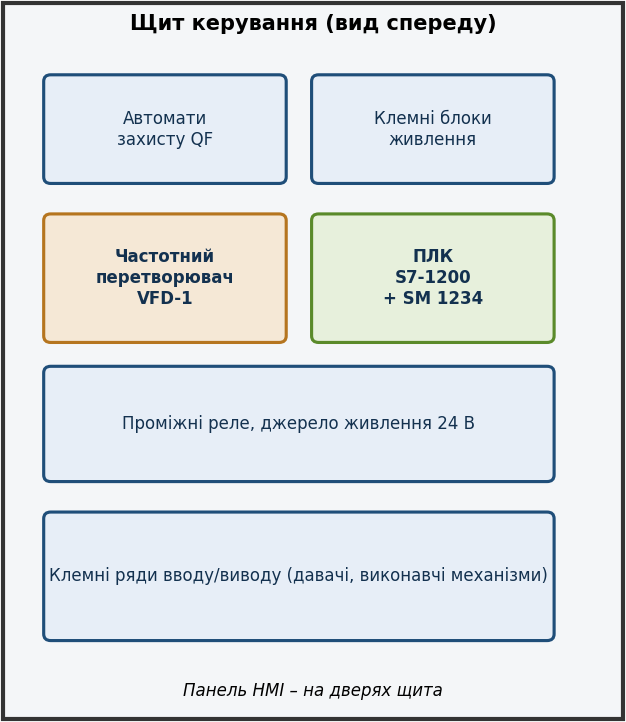 Щит керування (вид спереду)
Автомати
захисту QF
Клемні блоки
живлення
Частотний
перетворювач
VFD-1
ПЛК
S7-1200
+ SM 1234
Проміжні реле, джерело живлення 24 В
Клемні ряди вводу/виводу (давачі, виконавчі механізми)
Панель HMI – на дверях щита